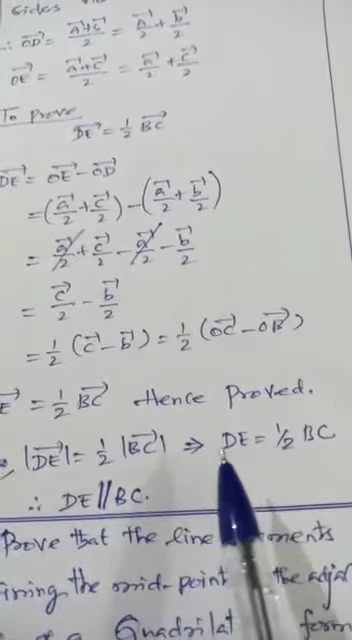 sides
∴ OD⃗ = (a⃗+b⃗)/2 = a⃗/2 + b⃗/2
OE⃗ = (a⃗+c⃗)/2 = a⃗/2 + c⃗/2
To prove
DE⃗ = 1/2 BC⃗
DE⃗ = OE⃗ - OD⃗
= (a⃗/2 + c⃗/2) - (a⃗/2 + b⃗/2)
= a⃗/2 + c⃗/2 - a⃗/2 - b⃗/2
= c⃗/2 - b⃗/2
= 1/2 (c⃗ - b⃗) = 1/2 (OC⃗ - OB⃗)
= 1/2 BC⃗ Hence Proved.
|DE⃗| = 1/2 |BC⃗| ⇒ DE = 1/2 BC
∴ DE || BC.
Prove that the line
the mid-point the
Quadrilat form